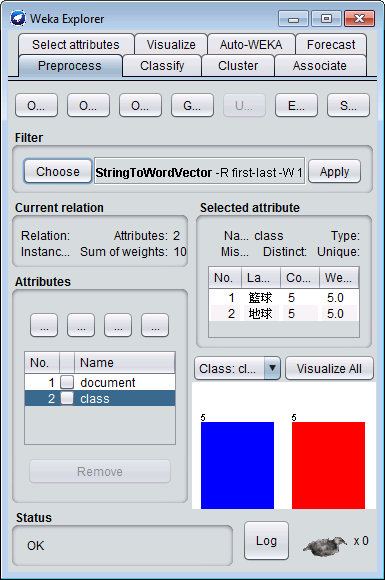 Weka Explorer
Select attributes Visualize Auto-WEKA Forecast
Preprocess Classify Cluster Associate
O... O... O... G... U... E... S...
Filter
Choose StringToWordVector -R first-last -W 1 Apply
Current relation
Relation: Attributes: 2
Instanc... Sum of weights: 10
Attributes
... ... ... ...
No. Name
1 document
2 class
Remove
Selected attribute
Na... class Type:
Mis... Distinct: Unique:
No. La... Co... We...
1 籃球 5 5.0
2 地球 5 5.0
Class: cl... Visualize All
5 5
Status
OK
Log x 0